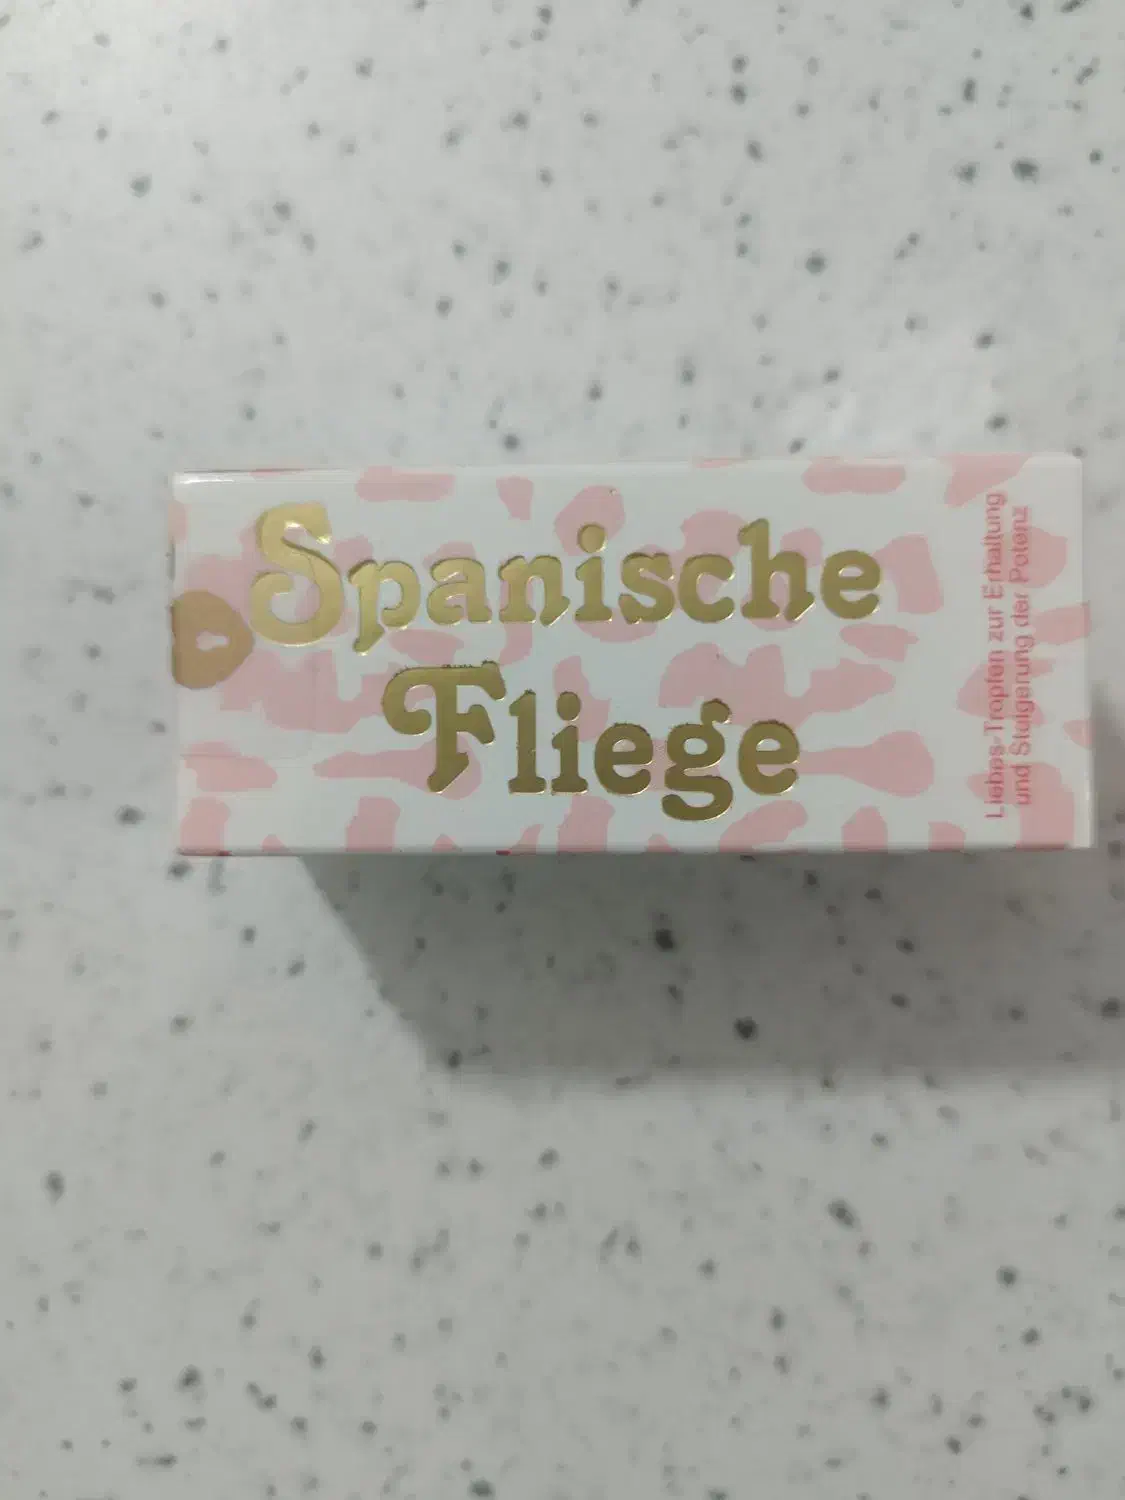 Spanische
Fliege
Liebes-Tropfen zur Erhaltung
und Steigerung der Potenz